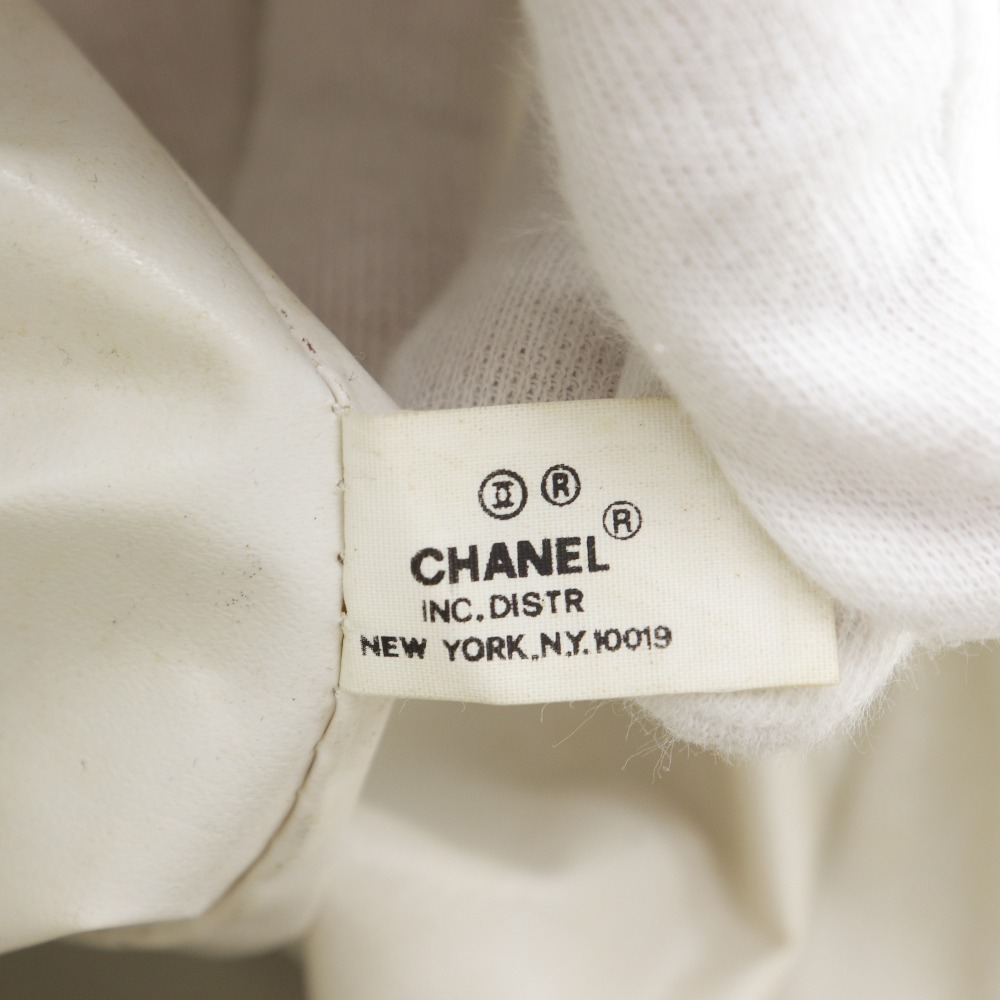 ®
CHANEL®
INC. DISTR
NEW YORK, N.Y. 10019